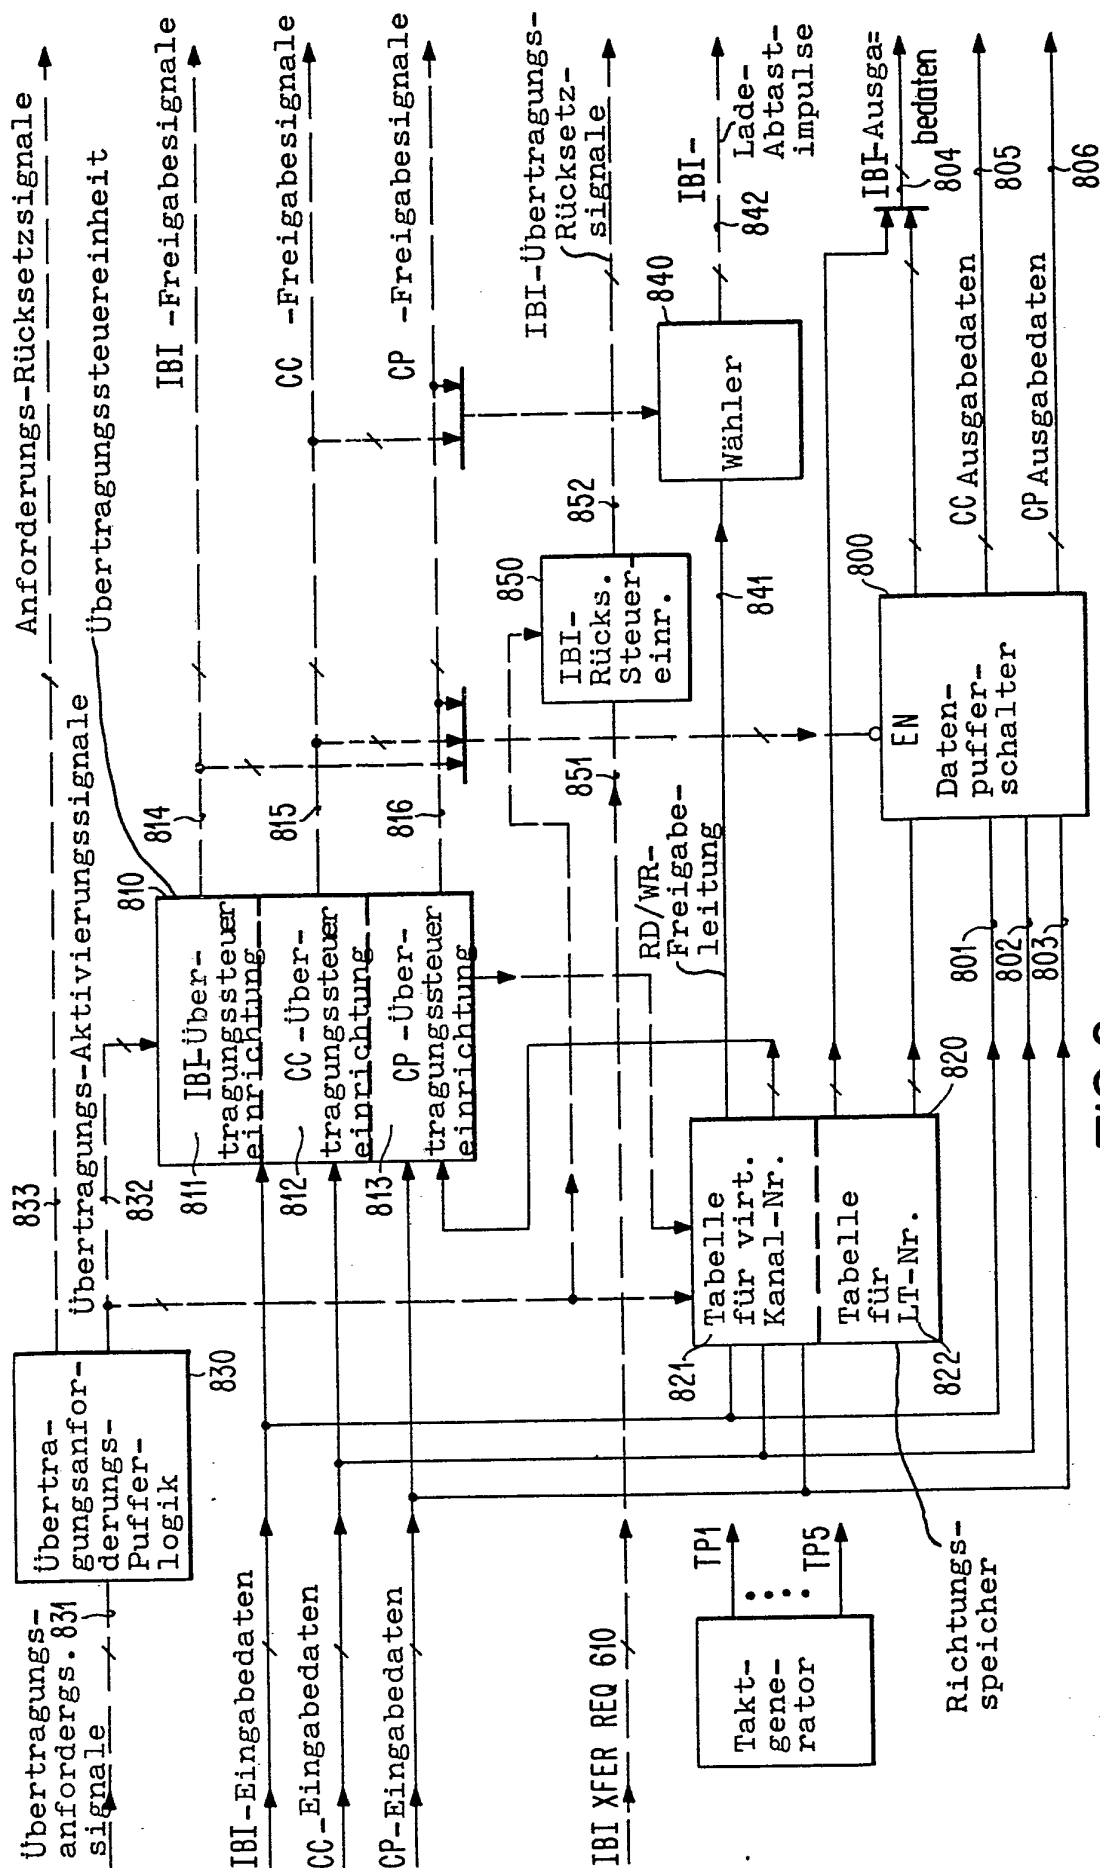 Übertragungs-
anfordergs.
signale
831
Übertra-
gungsanfor-
derungs-
Puffer-
logik
830
833
832
Anforderungs-Rücksetzsignale
Übertragungs-Aktivierungssignale
Übertragungssteuereinheit
810
811
IBI-Über-
tragungssteuer
einrichtung
812
CC-Über-
tragungssteuer
einrichtung
813
CP-Über-
tragungssteuer
einrichtung
814
815
816
IBI-Freigabesignale
CC-Freigabesignale
CP-Freigabesignale
IBI-Eingabedaten
CC-Eingabedaten
CP-Eingabedaten
IBI XFER REQ 610
851
850
IBI-
Rücks.
Steuer-
einr.
852
IBI-Übertragungs-
Rücksetz-
signale
RD/WR-
Freigabe-
leitung
841
840
Wähler
842
IBI-
Lade-
Abtast-
impulse
821
Tabelle
für virt.
Kanal-Nr.
Tabelle
für
LT-Nr.
822
820
Richtungs-
speicher
Takt-
gene-
rator
TP1
TP5
801
802
803
800
EN
Daten-
puffer-
schalter
IBI-Ausga=
bedaten
804
CC Ausgabedaten
805
CP Ausgabedaten
806